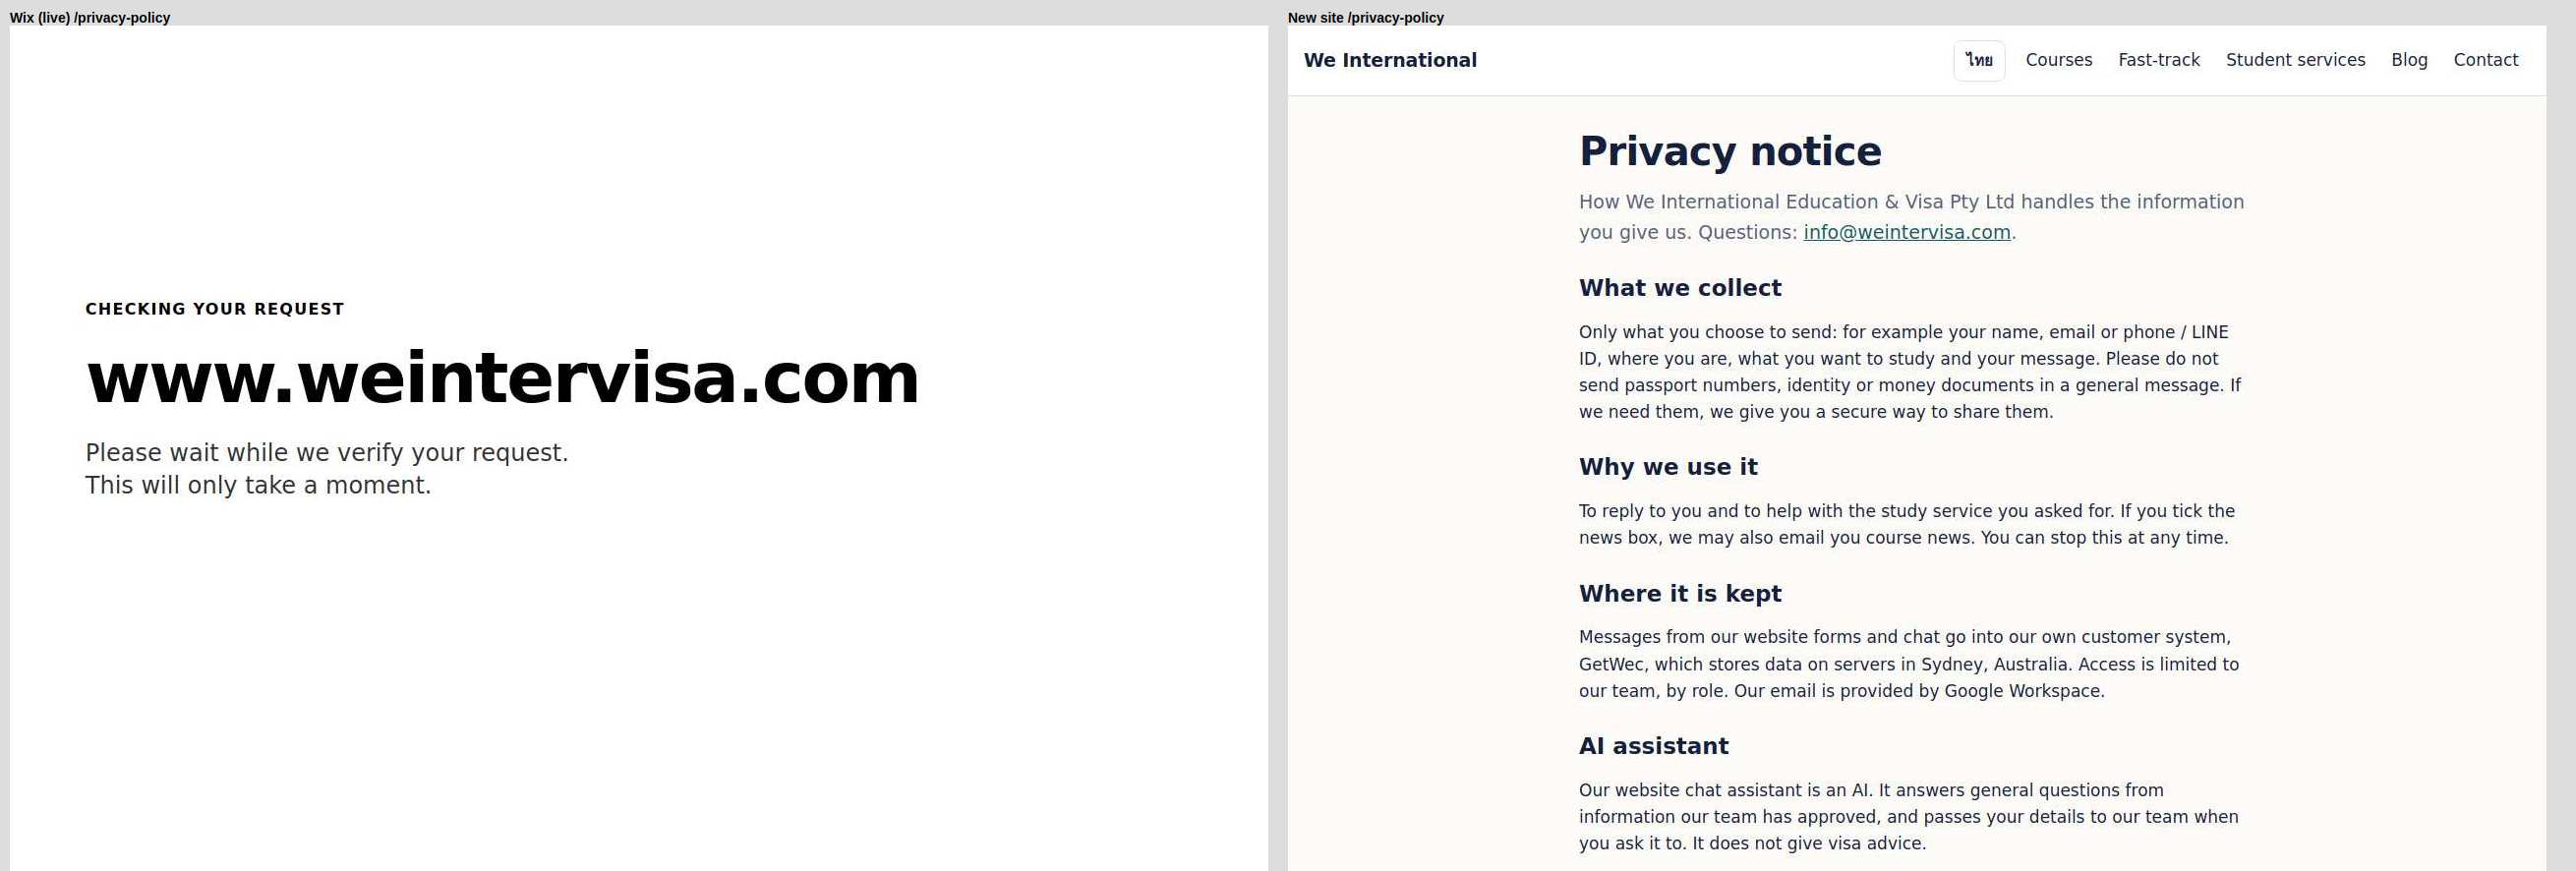 Wix (live) /privacy-policy
CHECKING YOUR REQUEST
www.weintervisa.com
Please wait while we verify your request.
This will only take a moment.
New site /privacy-policy
We International
ไทย
Courses
Fast-track
Student services
Blog
Contact
Privacy notice
How We International Education & Visa Pty Ltd handles the information
you give us. Questions: info@weintervisa.com.
What we collect
Only what you choose to send: for example your name, email or phone / LINE
ID, where you are, what you want to study and your message. Please do not
send passport numbers, identity or money documents in a general message. If
we need them, we give you a secure way to share them.
Why we use it
To reply to you and to help with the study service you asked for. If you tick the
news box, we may also email you course news. You can stop this at any time.
Where it is kept
Messages from our website forms and chat go into our own customer system,
GetWec, which stores data on servers in Sydney, Australia. Access is limited to
our team, by role. Our email is provided by Google Workspace.
AI assistant
Our website chat assistant is an AI. It answers general questions from
information our team has approved, and passes your details to our team when
you ask it to. It does not give visa advice.